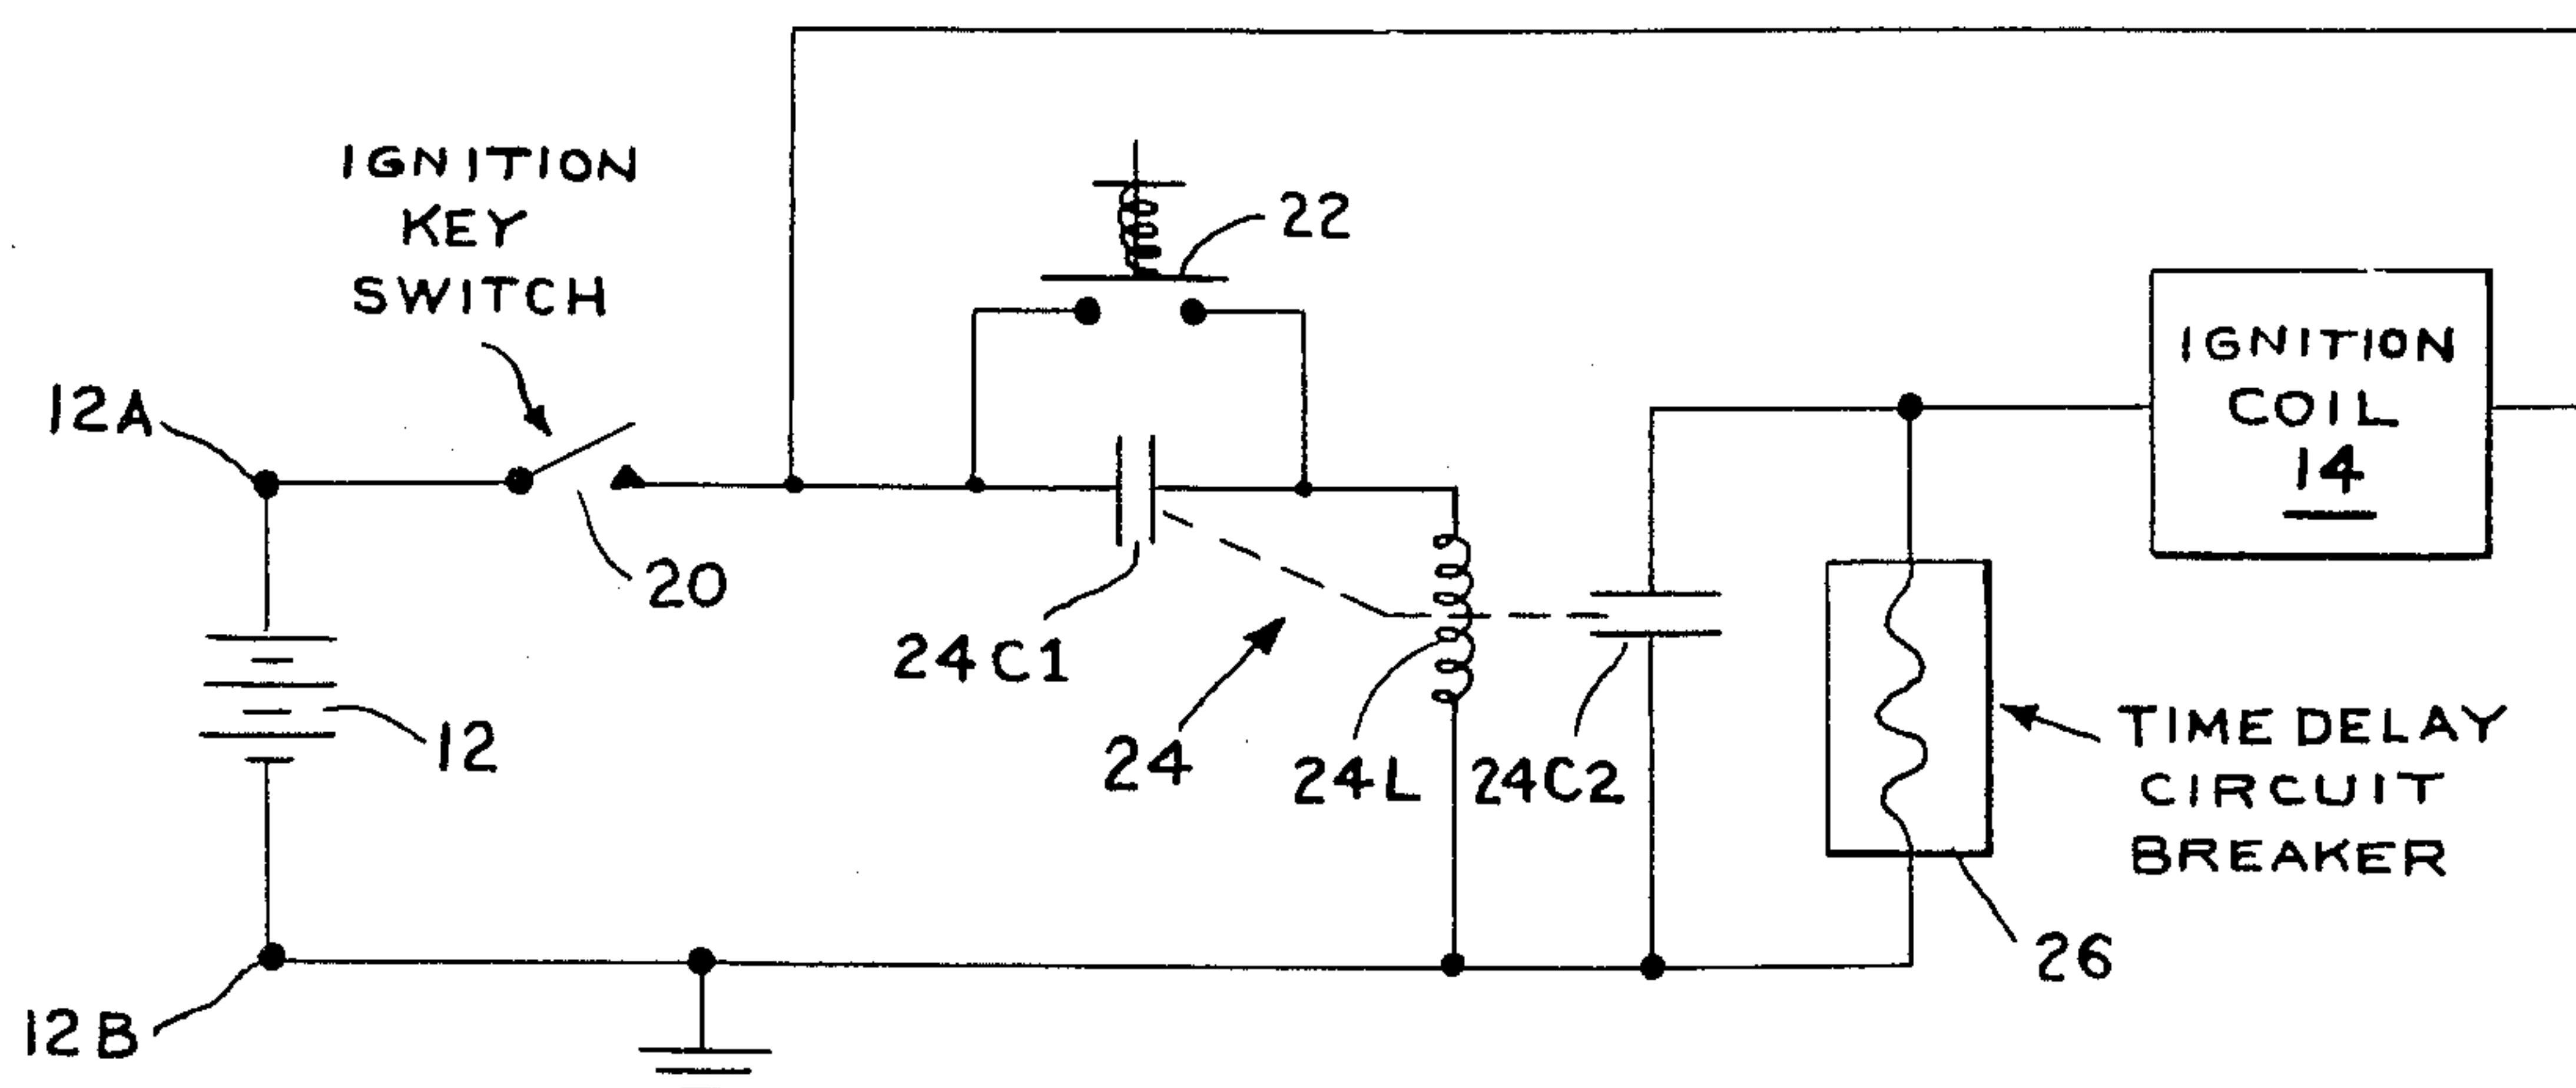 IGNITION
KEY
SWITCH
22
12A
20
24C1
12
24
24L
24C2
IGNITION
COIL
14
TIME DELAY
CIRCUIT
BREAKER
26
12B